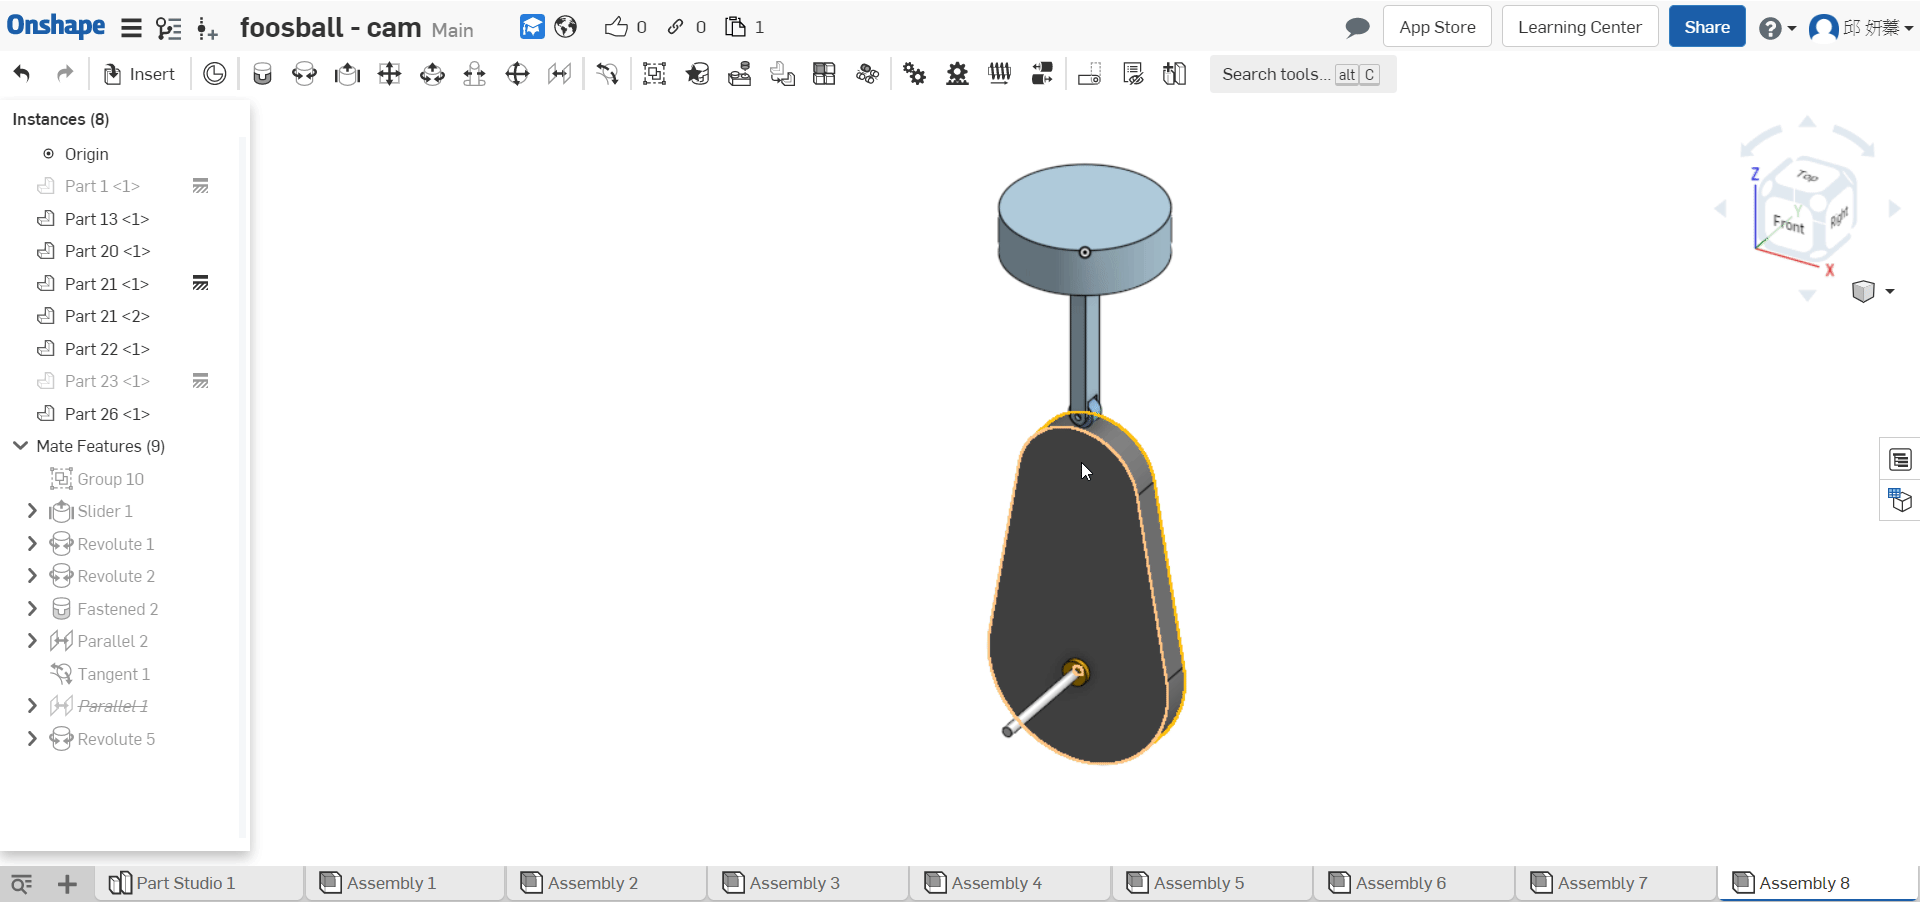 Onshape foosball - cam Main 0 0 1 App Store Learning Center Share ? 邱 妍蓁
Insert Search tools... alt C
Instances (8)
Origin
Part 1 <1>
Part 13 <1>
Part 20 <1>
Part 21 <1>
Part 21 <2>
Part 22 <1>
Part 23 <1>
Part 26 <1>
Mate Features (9)
Group 10
Slider 1
Revolute 1
Revolute 2
Fastened 2
Parallel 2
Tangent 1
Parallel 1
Revolute 5
Z
Top
Y
Front
Right
X
Part Studio 1 Assembly 1 Assembly 2 Assembly 3 Assembly 4 Assembly 5 Assembly 6 Assembly 7 Assembly 8